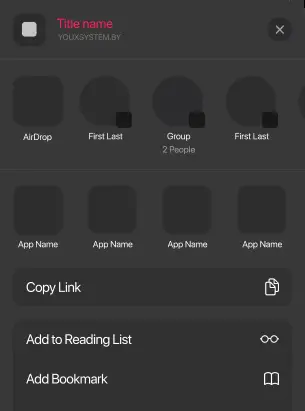 Title name
YOUXSYSTEM.BY
AirDrop
First Last
Group
First Last
2 People
App Name
App Name
App Name
App Name
Copy Link
Add to Reading List
Add Bookmark